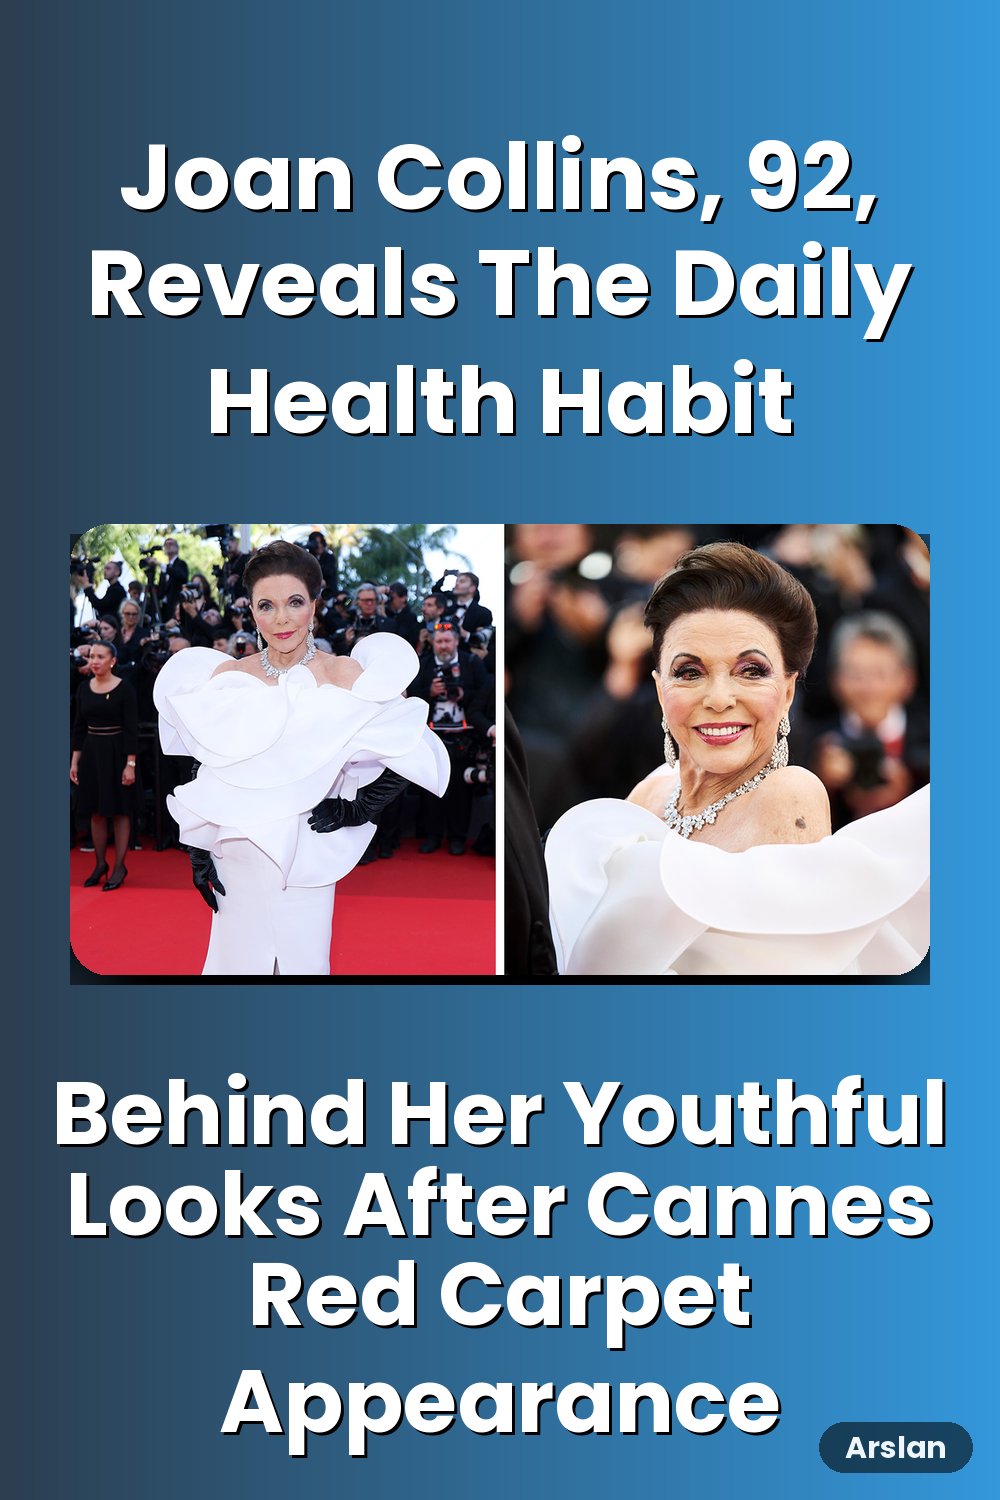 Joan Collins, 92,
Reveals The Daily
Health Habit
Behind Her Youthful
Looks After Cannes
Red Carpet
Appearance
Arslan